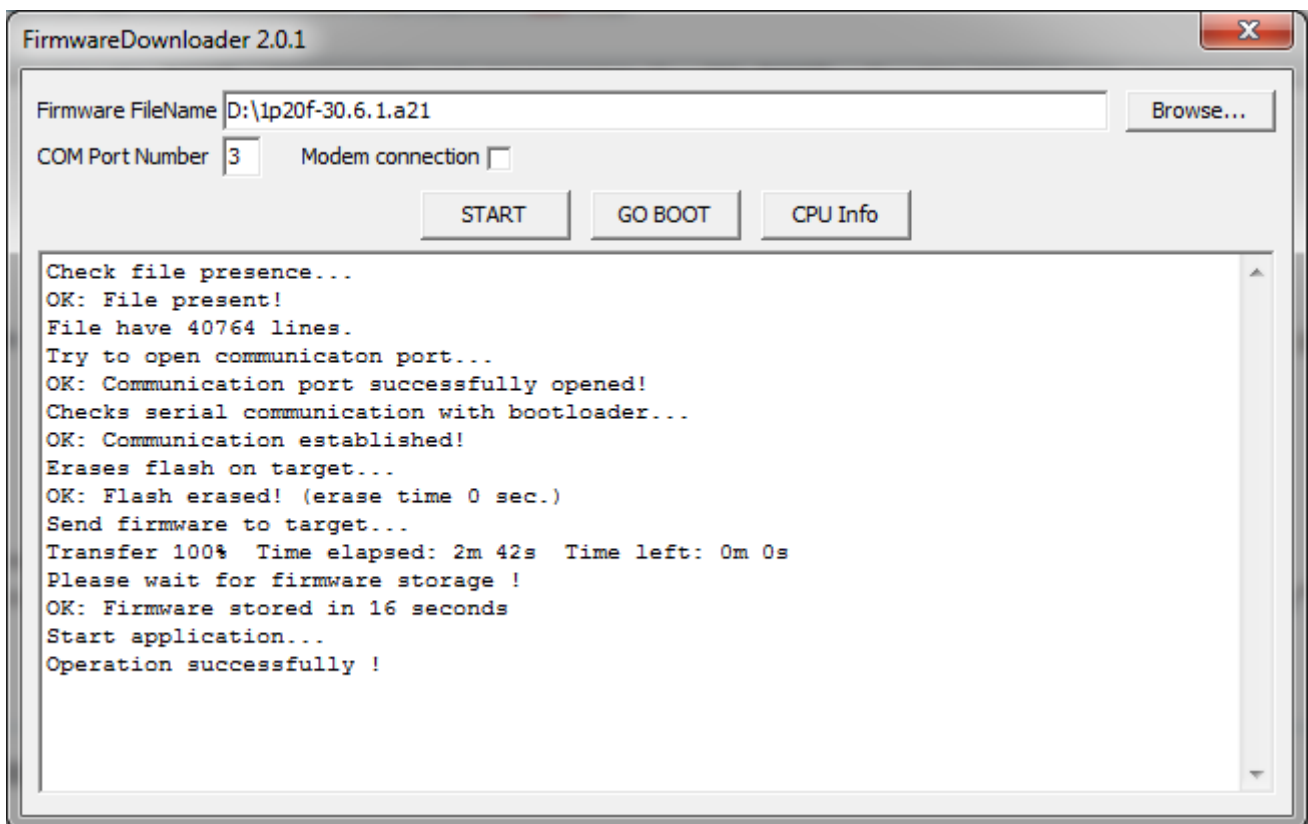 FirmwareDownloader 2.0.1
Firmware FileName D:\1p20f-30.6.1.a21 Browse...
COM Port Number 3 Modem connection
START GO BOOT CPU Info
Check file presence...
OK: File present!
File have 40764 lines.
Try to open communicaton port...
OK: Communication port successfully opened!
Checks serial communication with bootloader...
OK: Communication established!
Erases flash on target...
OK: Flash erased! (erase time 0 sec.)
Send firmware to target...
Transfer 100%  Time elapsed: 2m 42s  Time left: 0m 0s
Please wait for firmware storage !
OK: Firmware stored in 16 seconds
Start application...
Operation successfully !